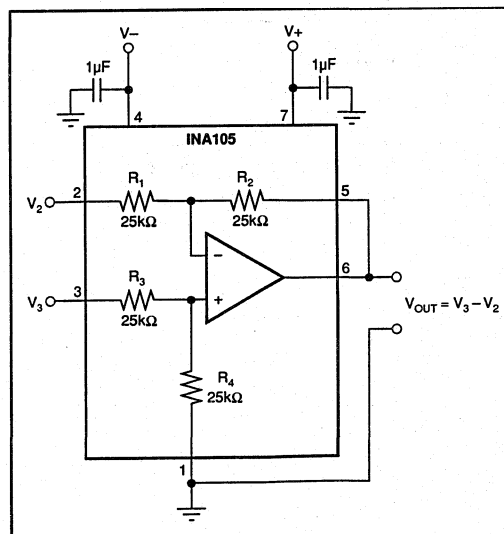 V–
V+
1µF
1µF
4
7
INA105
R1
R2
2
5
V2
25kΩ
25kΩ
–
6
3
R3
+
V3
25kΩ
VOUT = V3 – V2
R4
25kΩ
1